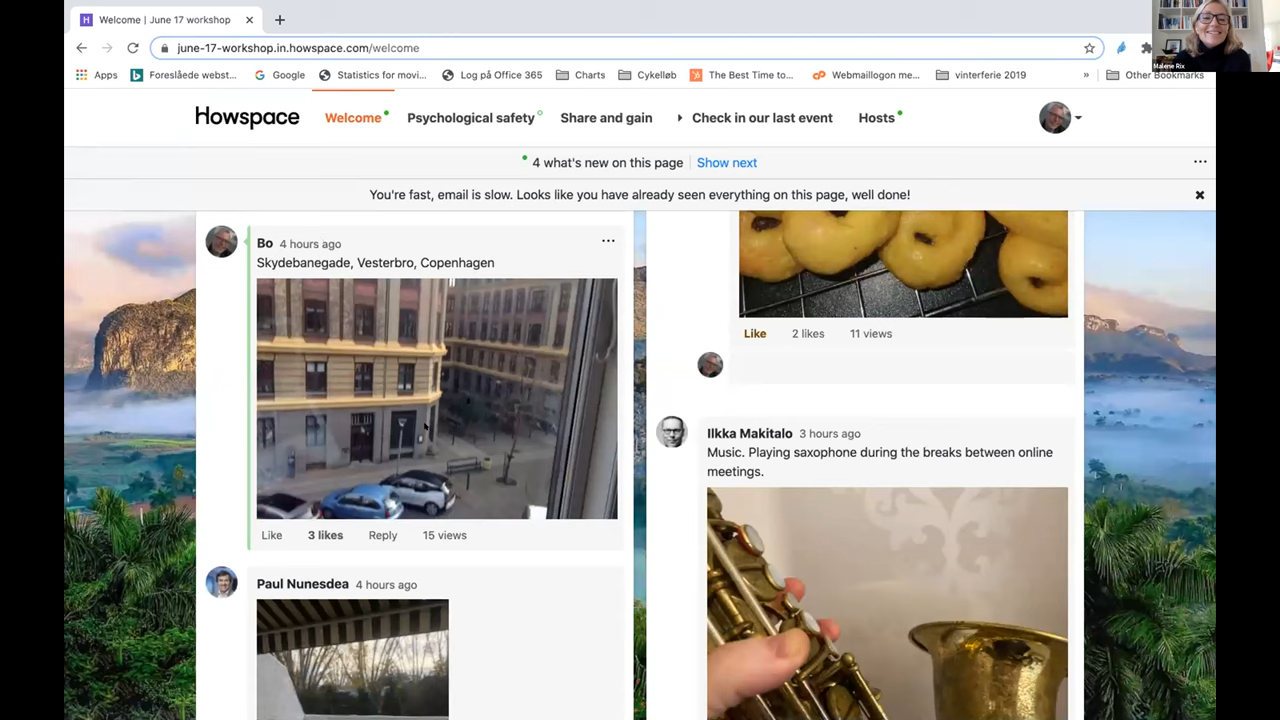 Welcome | June 17 workshop
june-17-workshop.in.howspace.com/welcome
Apps Foreslåede webst... Google Statistics for movi... Log på Office 365 Charts Cykelløb The Best Time to... Webmaillogon me... vinterferie 2019 » Other Bookmarks
Malene Rix
Howspace Welcome Psychological safety Share and gain Check in our last event Hosts
4 what's new on this page Show next
You're fast, email is slow. Looks like you have already seen everything on this page, well done!
Bo 4 hours ago
Skydebanegade, Vesterbro, Copenhagen
Like 3 likes Reply 15 views
Paul Nunesdea 4 hours ago
Like 2 likes 11 views
Ilkka Makitalo 3 hours ago
Music. Playing saxophone during the breaks between online
meetings.